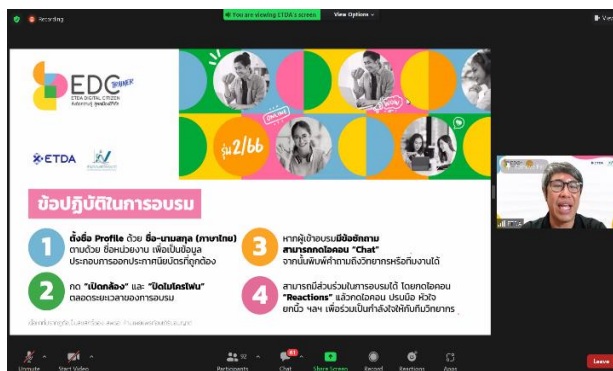 Recording
You are viewing ETDA's screen
View Options
View
EDC
TRAINER
ETDA DIGITAL CITIZEN
ETDA
ONLINE
WOW
รุ่น 2/66
ข้อปฏิบัติในการอบรม
1
ตั้งชื่อ Profile ด้วย ชื่อ-นามสกุล (ภาษาไทย)
ตามด้วย ชื่อหน่วยงาน เพื่อเป็นข้อมูล
ประกอบการออกประกาศนียบัตรที่ถูกต้อง
2
กด "เปิดกล้อง" และ "ปิดไมโครโฟน"
ตลอดระยะเวลาของการอบรม
3
หากผู้เข้าอบรมมีข้อซักถาม
สามารถกดไอคอน "Chat"
จากนั้นพิมพ์คำถามถึงวิทยากรหรือทีมงานได้
4
สามารถมีส่วนร่วมในการอบรมได้ โดยกดไอคอน
"Reactions" แล้วกดไอคอน ปรบมือ หัวใจ
ยกนิ้ว ฯลฯ เพื่อร่วมเป็นกำลังใจให้กับทีมวิทยากร
Unmute
Start Video
92
Participants
81
Chat
Share Screen
Record
Reactions
Apps
Leave